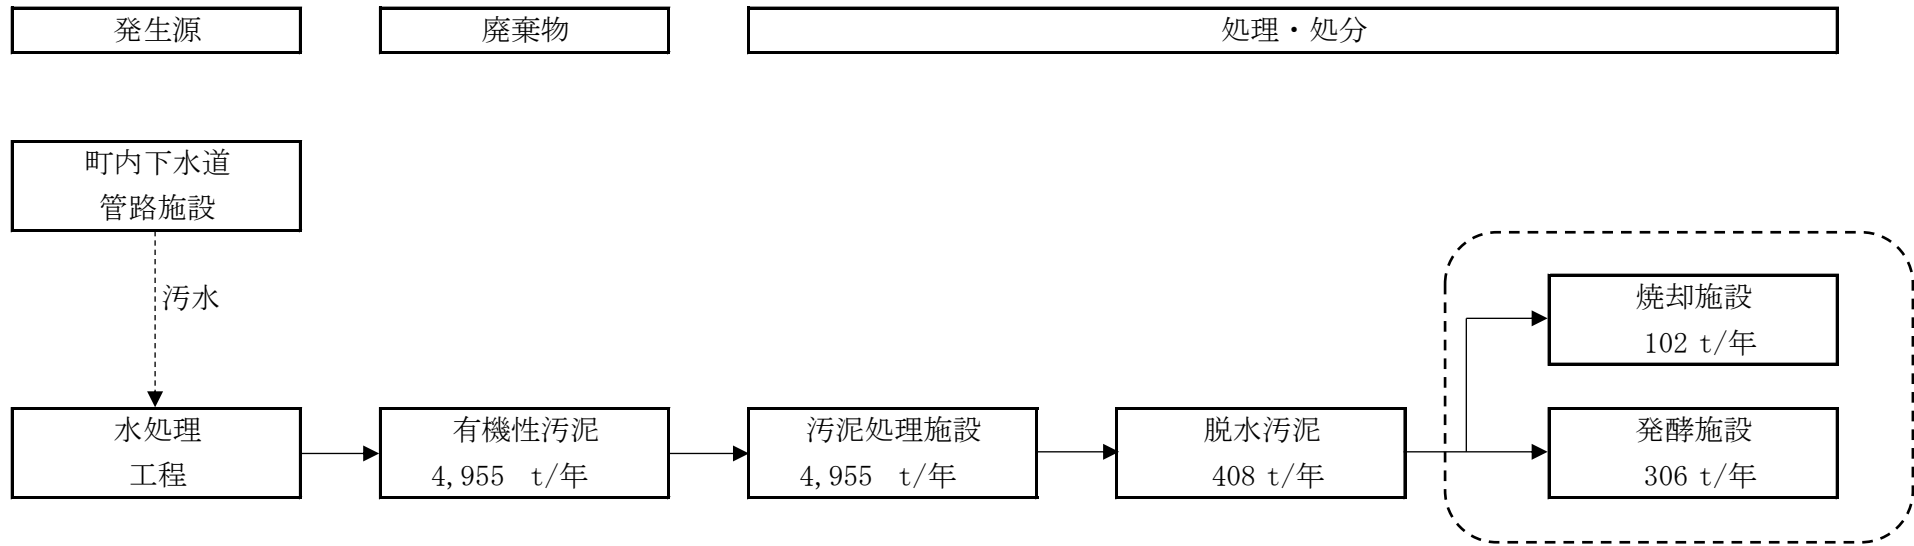 発生源
廃棄物
処理・処分
町内下水道
管路施設
汚水
水処理
工程
有機性汚泥
4,955 t/年
汚泥処理施設
4,955 t/年
脱水汚泥
408 t/年
焼却施設
102 t/年
発酵施設
306 t/年